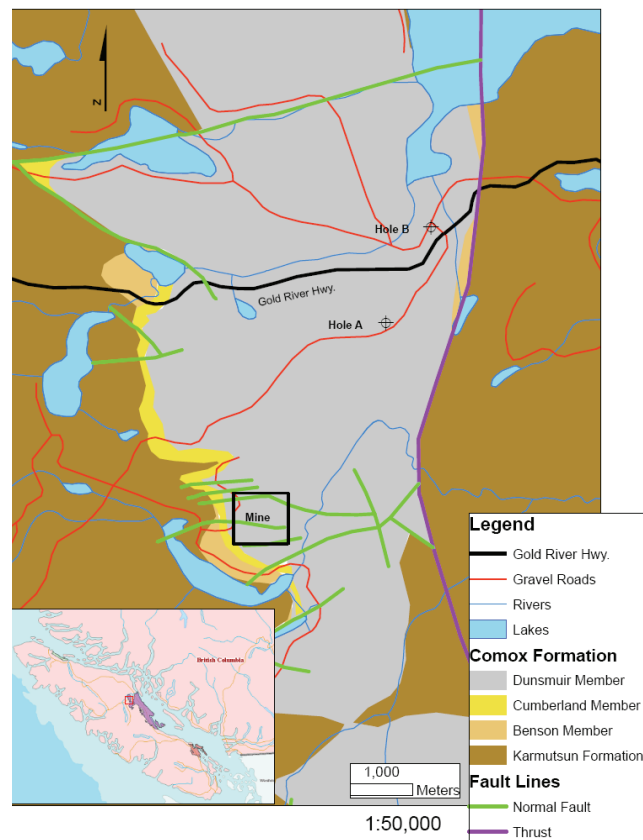 N
Hole B
Gold River Hwy.
Hole A
Mine
Legend
Gold River Hwy.
Gravel Roads
Rivers
Lakes
Comox Formation
Dunsmuir Member
Cumberland Member
Benson Member
Karmutsun Formation
Fault Lines
Normal Fault
Thrust
British Columbia
1,000
Meters
1:50,000